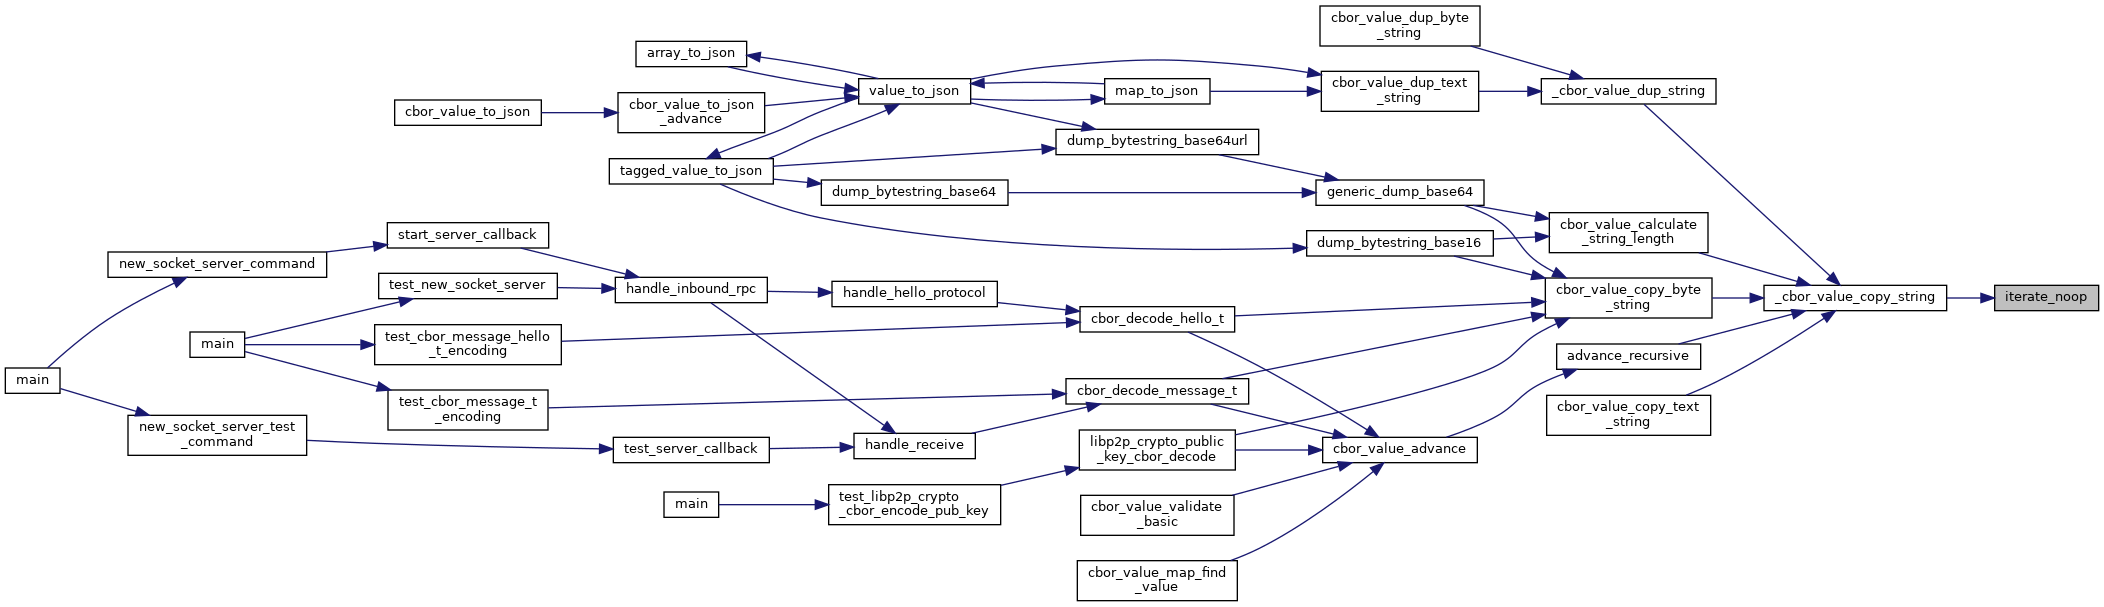 cbor_value_dup_byte
_string
array_to_json
value_to_json
map_to_json
cbor_value_dup_text
_string
_cbor_value_dup_string
cbor_value_to_json
cbor_value_to_json
_advance
dump_bytestring_base64url
tagged_value_to_json
dump_bytestring_base64
generic_dump_base64
start_server_callback
dump_bytestring_base16
cbor_value_calculate
_string_length
new_socket_server_command
test_new_socket_server
handle_inbound_rpc
handle_hello_protocol
cbor_value_copy_byte
_string
_cbor_value_copy_string
iterate_noop
cbor_decode_hello_t
main
test_cbor_message_hello
_t_encoding
advance_recursive
main
test_cbor_message_t
_encoding
cbor_decode_message_t
cbor_value_copy_text
_string
new_socket_server_test
_command
test_server_callback
handle_receive
libp2p_crypto_public
_key_cbor_decode
cbor_value_advance
main
test_libp2p_crypto
_cbor_encode_pub_key
cbor_value_validate
_basic
cbor_value_map_find
_value